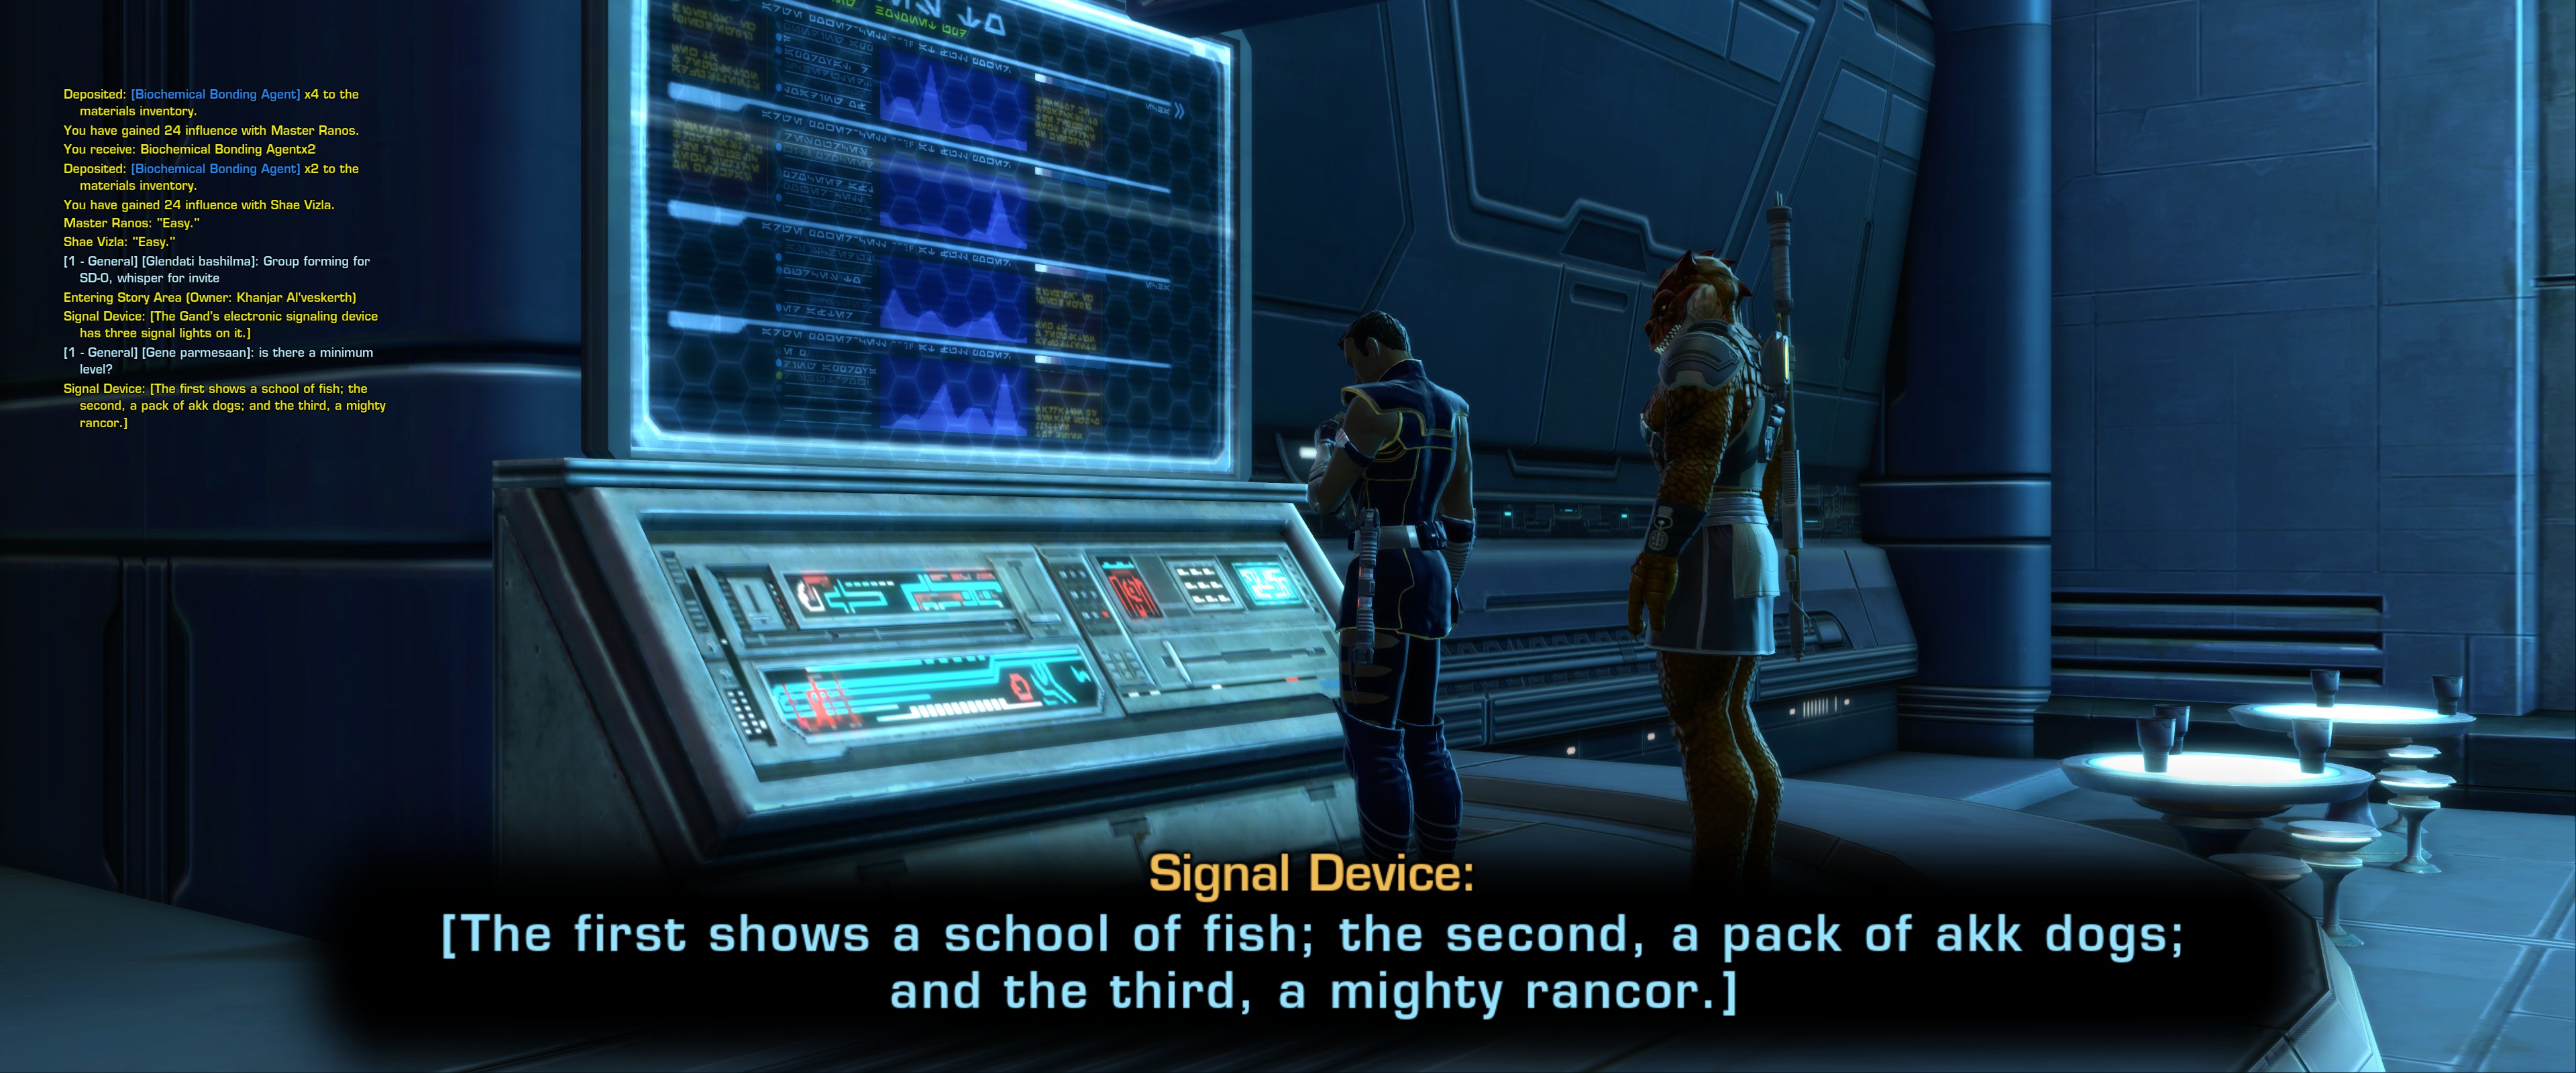 Deposited: [Biochemical Bonding Agent] x4 to the
materials inventory.
You have gained 24 influence with Master Ranos.
You receive: Biochemical Bonding Agentx2
Deposited: [Biochemical Bonding Agent] x2 to the
materials inventory.
You have gained 24 influence with Shae Vizla.
Master Ranos: "Easy."
Shae Vizla: "Easy."
[1 - General] [Glendati bashilma]: Group forming for
SD-0, whisper for invite
Entering Story Area (Owner: Khanjar Al'veskerth)
Signal Device: [The Gand's electronic signaling device
has three signal lights on it.]
[1 - General] [Gene parmesaan]: is there a minimum
level?
Signal Device: [The first shows a school of fish; the
second, a pack of akk dogs; and the third, a mighty
rancor.]
Signal Device:
[The first shows a school of fish; the second, a pack of akk dogs;
and the third, a mighty rancor.]